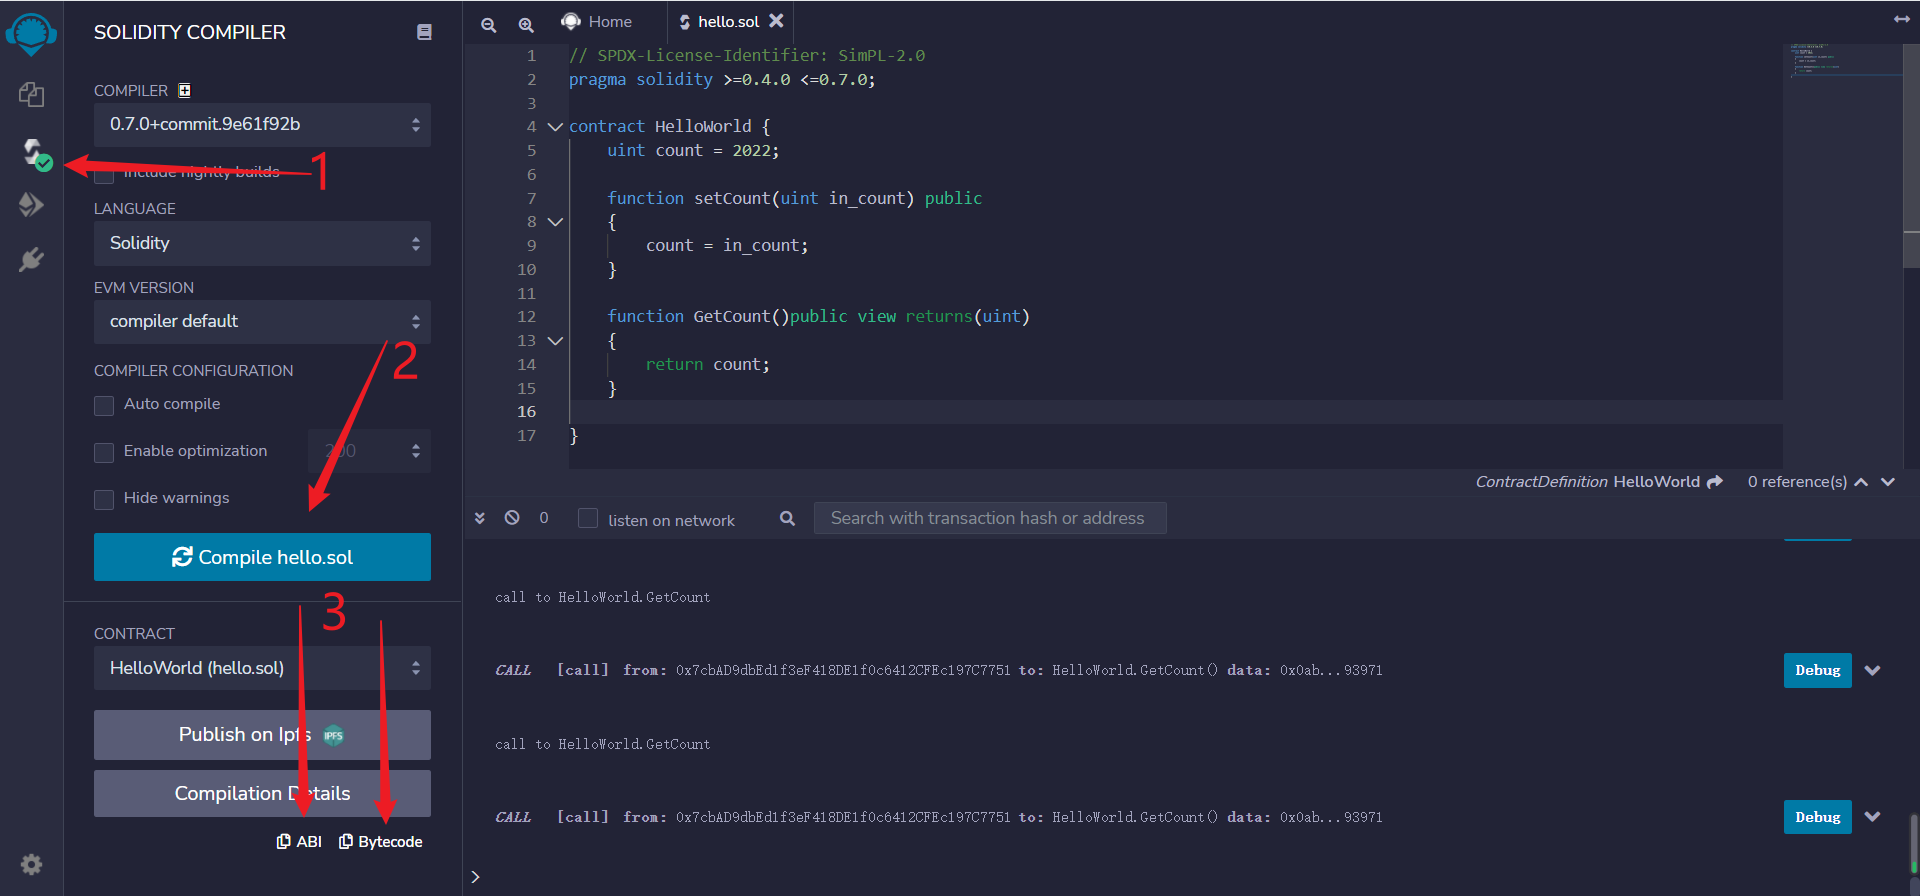 SOLIDITY COMPILER
COMPILER
0.7.0+commit.9e61f92b
Include nightly builds
1
LANGUAGE
Solidity
EVM VERSION
compiler default
2
COMPILER CONFIGURATION
Auto compile
Enable optimization
200
Hide warnings
Compile hello.sol
3
CONTRACT
HelloWorld (hello.sol)
Publish on Ipfs IPFS
Compilation Details
ABI Bytecode
Home hello.sol
1 // SPDX-License-Identifier: SimPL-2.0
2 pragma solidity >=0.4.0 <=0.7.0;
3
4 contract HelloWorld {
5 uint count = 2022;
6
7 function setCount(uint in_count) public
8 {
9 count = in_count;
10 }
11
12 function GetCount()public view returns(uint)
13 {
14 return count;
15 }
16
17 }
ContractDefinition HelloWorld 0 reference(s)
0 listen on network Search with transaction hash or address
call to HelloWorld.GetCount
CALL [call] from: 0x7cbAD9dbEd1f3eF418DE1f0c6412CFEc197C7751 to: HelloWorld.GetCount() data: 0x0ab...93971 Debug
call to HelloWorld.GetCount
CALL [call] from: 0x7cbAD9dbEd1f3eF418DE1f0c6412CFEc197C7751 to: HelloWorld.GetCount() data: 0x0ab...93971 Debug
>